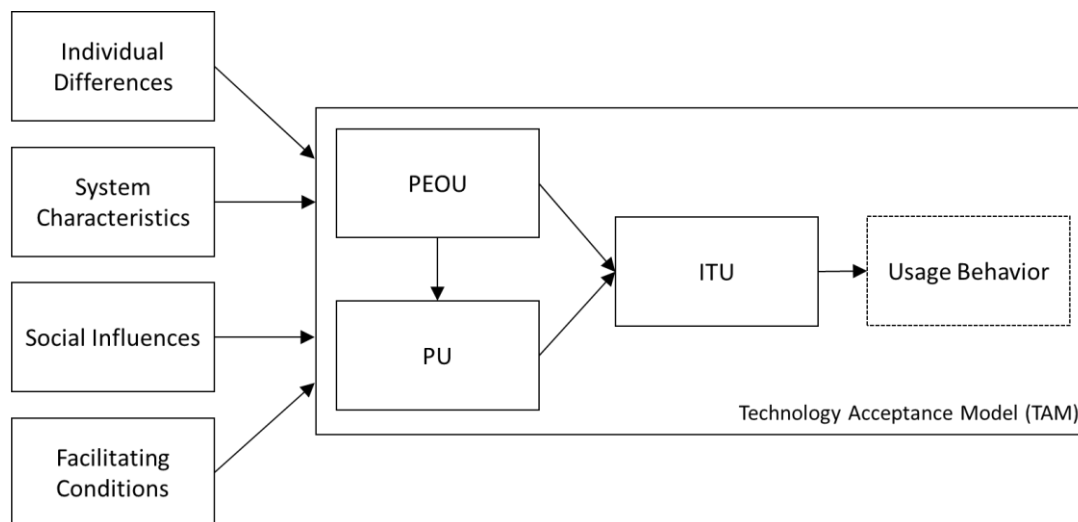 Individual
Differences
System
Characteristics
Social Influences
Facilitating
Conditions
PEOU
PU
ITU
Usage Behavior
Technology Acceptance Model (TAM)